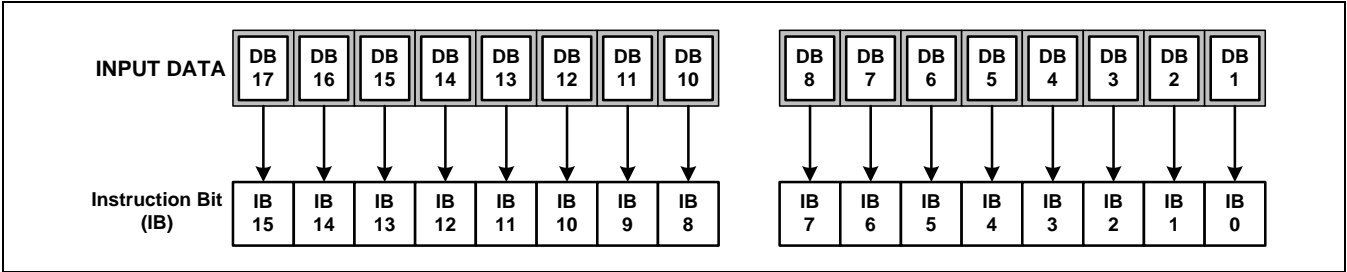 INPUT DATA DB 17 DB 16 DB 15 DB 14 DB 13 DB 12 DB 11 DB 10 DB 8 DB 7 DB 6 DB 5 DB 4 DB 3 DB 2 DB 1
Instruction Bit (IB) IB 15 IB 14 IB 13 IB 12 IB 11 IB 10 IB 9 IB 8 IB 7 IB 6 IB 5 IB 4 IB 3 IB 2 IB 1 IB 0